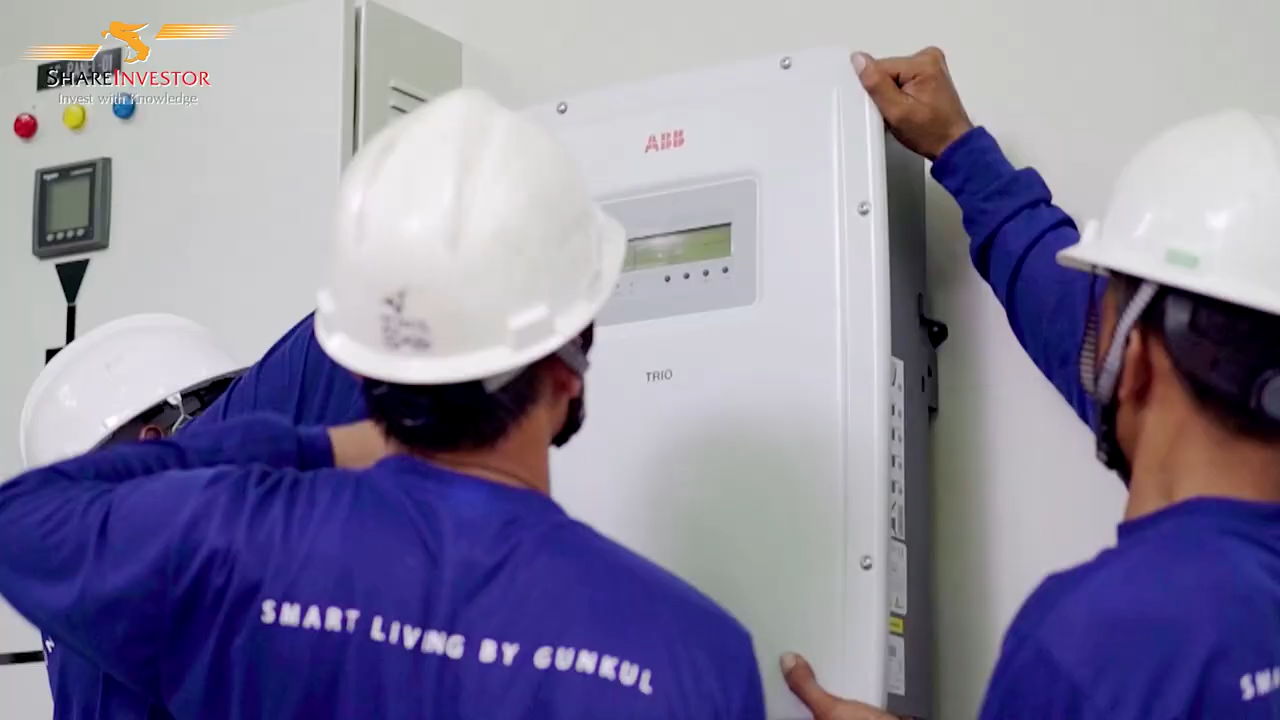 SHAREINVESTOR
Invest with Knowledge
ABB
TRIO
SMART LIVING BY GUNKUL